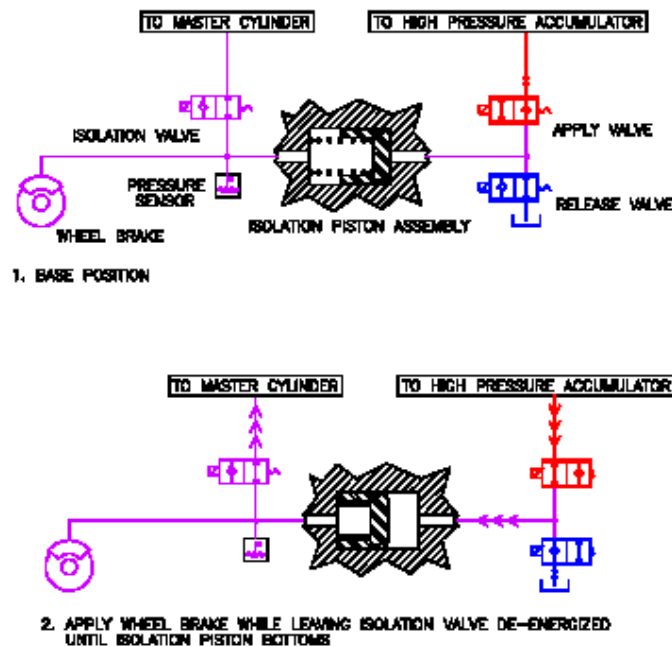 TO MASTER CYLINDER
TO HIGH PRESSURE ACCUMULATOR
ISOLATION VALVE
APPLY VALVE
PRESSURE
SENSOR
RELEASE VALVE
WHEEL BRAKE
ISOLATION PISTON ASSEMBLY
1. BASE POSITION
TO MASTER CYLINDER
TO HIGH PRESSURE ACCUMULATOR
2. APPLY WHEEL BRAKE WHILE LEAVING ISOLATION VALVE DE-ENERGIZED
UNTIL ISOLATION PISTON BOTTOMS